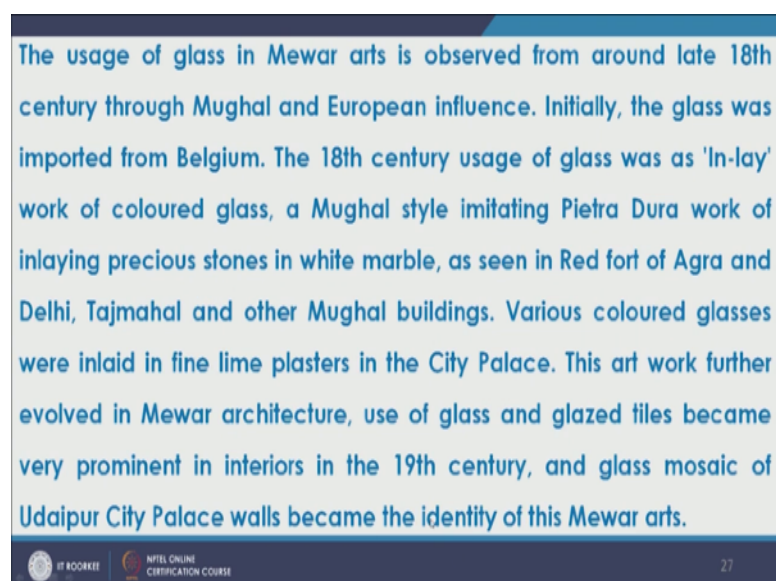 The usage of glass in Mewar arts is observed from around late 18th
century through Mughal and European influence. Initially, the glass was
imported from Belgium. The 18th century usage of glass was as 'In-lay'
work of coloured glass, a Mughal style imitating Pietra Dura work of
inlaying precious stones in white marble, as seen in Red fort of Agra and
Delhi, Tajmahal and other Mughal buildings. Various coloured glasses
were inlaid in fine lime plasters in the City Palace. This art work further
evolved in Mewar architecture, use of glass and glazed tiles became
very prominent in interiors in the 19th century, and glass mosaic of
Udaipur City Palace walls became the identity of this Mewar arts.
IIT ROORKEE
NPTEL ONLINE
CERTIFICATION COURSE
27